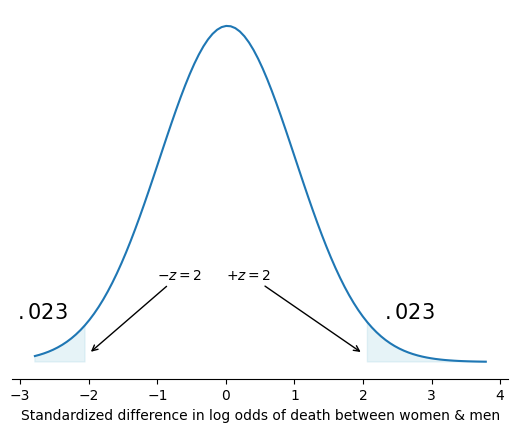 −z = 2 +z = 2
.023 .023
−3 −2 −1 0 1 2 3 4
Standardized difference in log odds of death between women & men